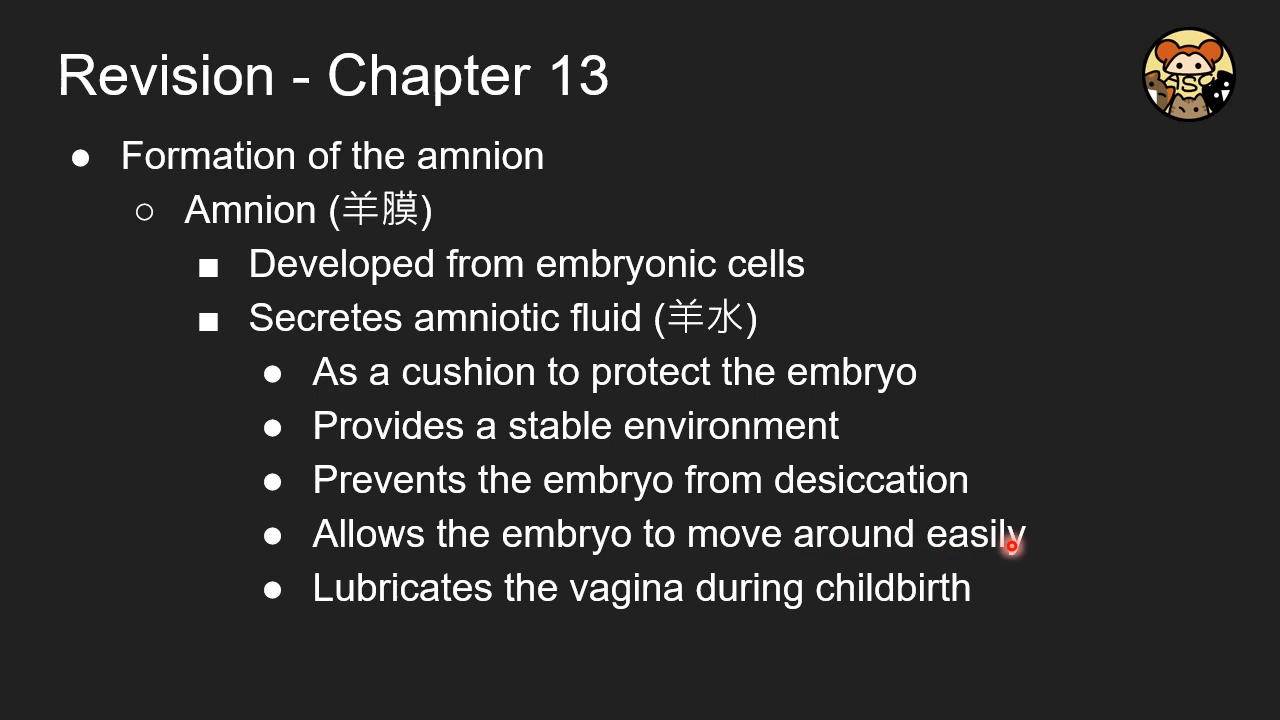 Revision - Chapter 13
● Formation of the amnion
○ Amnion (羊膜)
■ Developed from embryonic cells
■ Secretes amniotic fluid (羊水)
● As a cushion to protect the embryo
● Provides a stable environment
● Prevents the embryo from desiccation
● Allows the embryo to move around easily
● Lubricates the vagina during childbirth
S